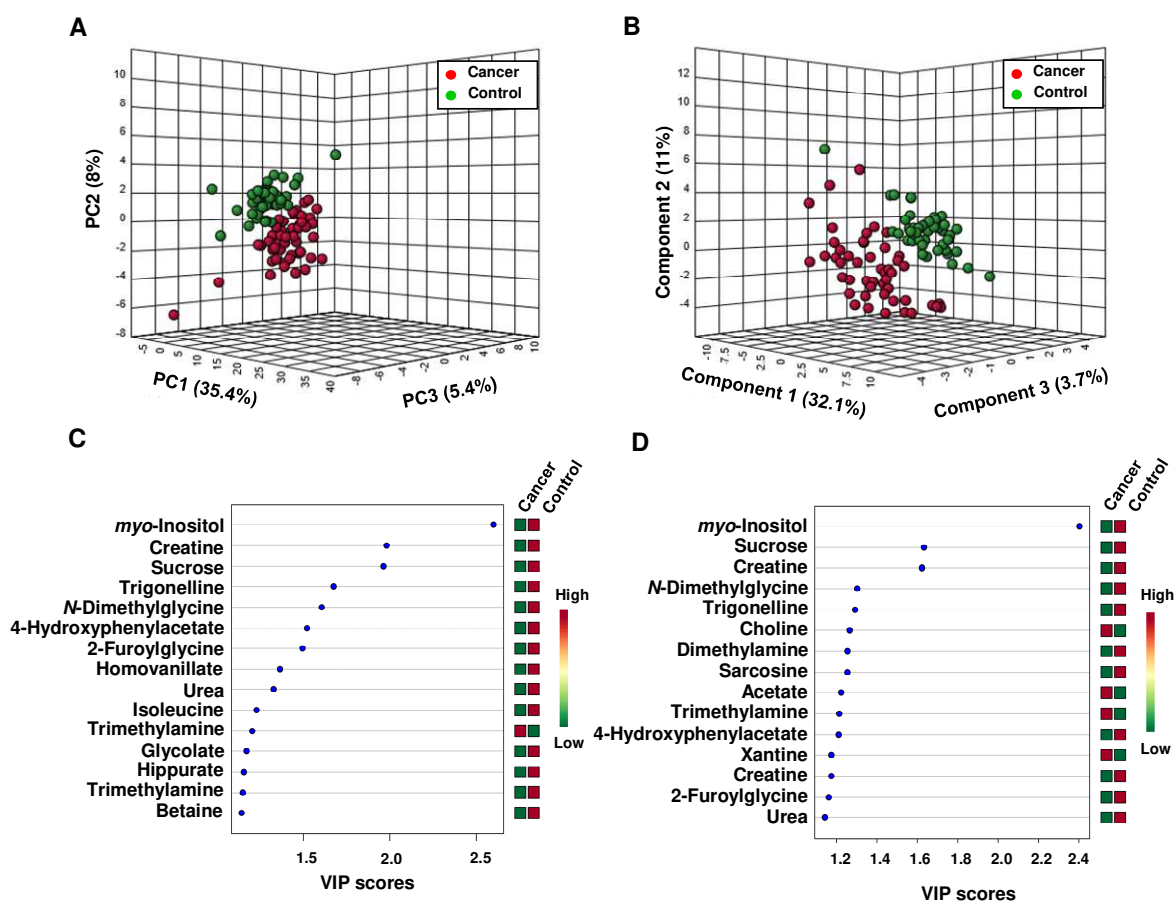 A
10
8
6
4
2
0
-2
-4
-6
-8
PC2 (8%)
Cancer
Control
-5
0
5
10
15
20
25
30
35
40
PC1 (35.4%)
-8
-6
-4
-2
0
2
4
6
8
10
PC3 (5.4%)
B
12
10
8
6
4
2
0
-2
-4
Component 2 (11%)
Cancer
Control
-10
-7.5
-5
-2.5
0
2.5
5
7.5
10
Component 1 (32.1%)
-4
-3
-2
-1
0
1
2
3
4
Component 3 (3.7%)
C
Cancer
Control
myo-Inositol
Creatine
Sucrose
Trigonelline
N-Dimethylglycine
4-Hydroxyphenylacetate
2-Furoylglycine
Homovanillate
Urea
Isoleucine
Trimethylamine
Glycolate
Hippurate
Trimethylamine
Betaine
1.5 2.0 2.5
VIP scores
High
Low
D
Cancer
Control
myo-Inositol
Sucrose
Creatine
N-Dimethylglycine
Trigonelline
Choline
Dimethylamine
Sarcosine
Acetate
Trimethylamine
4-Hydroxyphenylacetate
Xantine
Creatine
2-Furoylglycine
Urea
1.2 1.4 1.6 1.8 2.0 2.2 2.4
VIP scores
High
Low